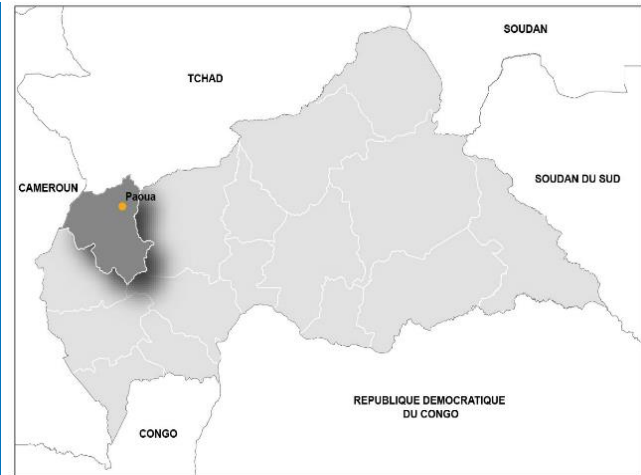 SOUDAN
TCHAD
CAMEROUN
Paoua
SOUDAN DU SUD
REPUBLIQUE DEMOCRATIQUE
DU CONGO
CONGO